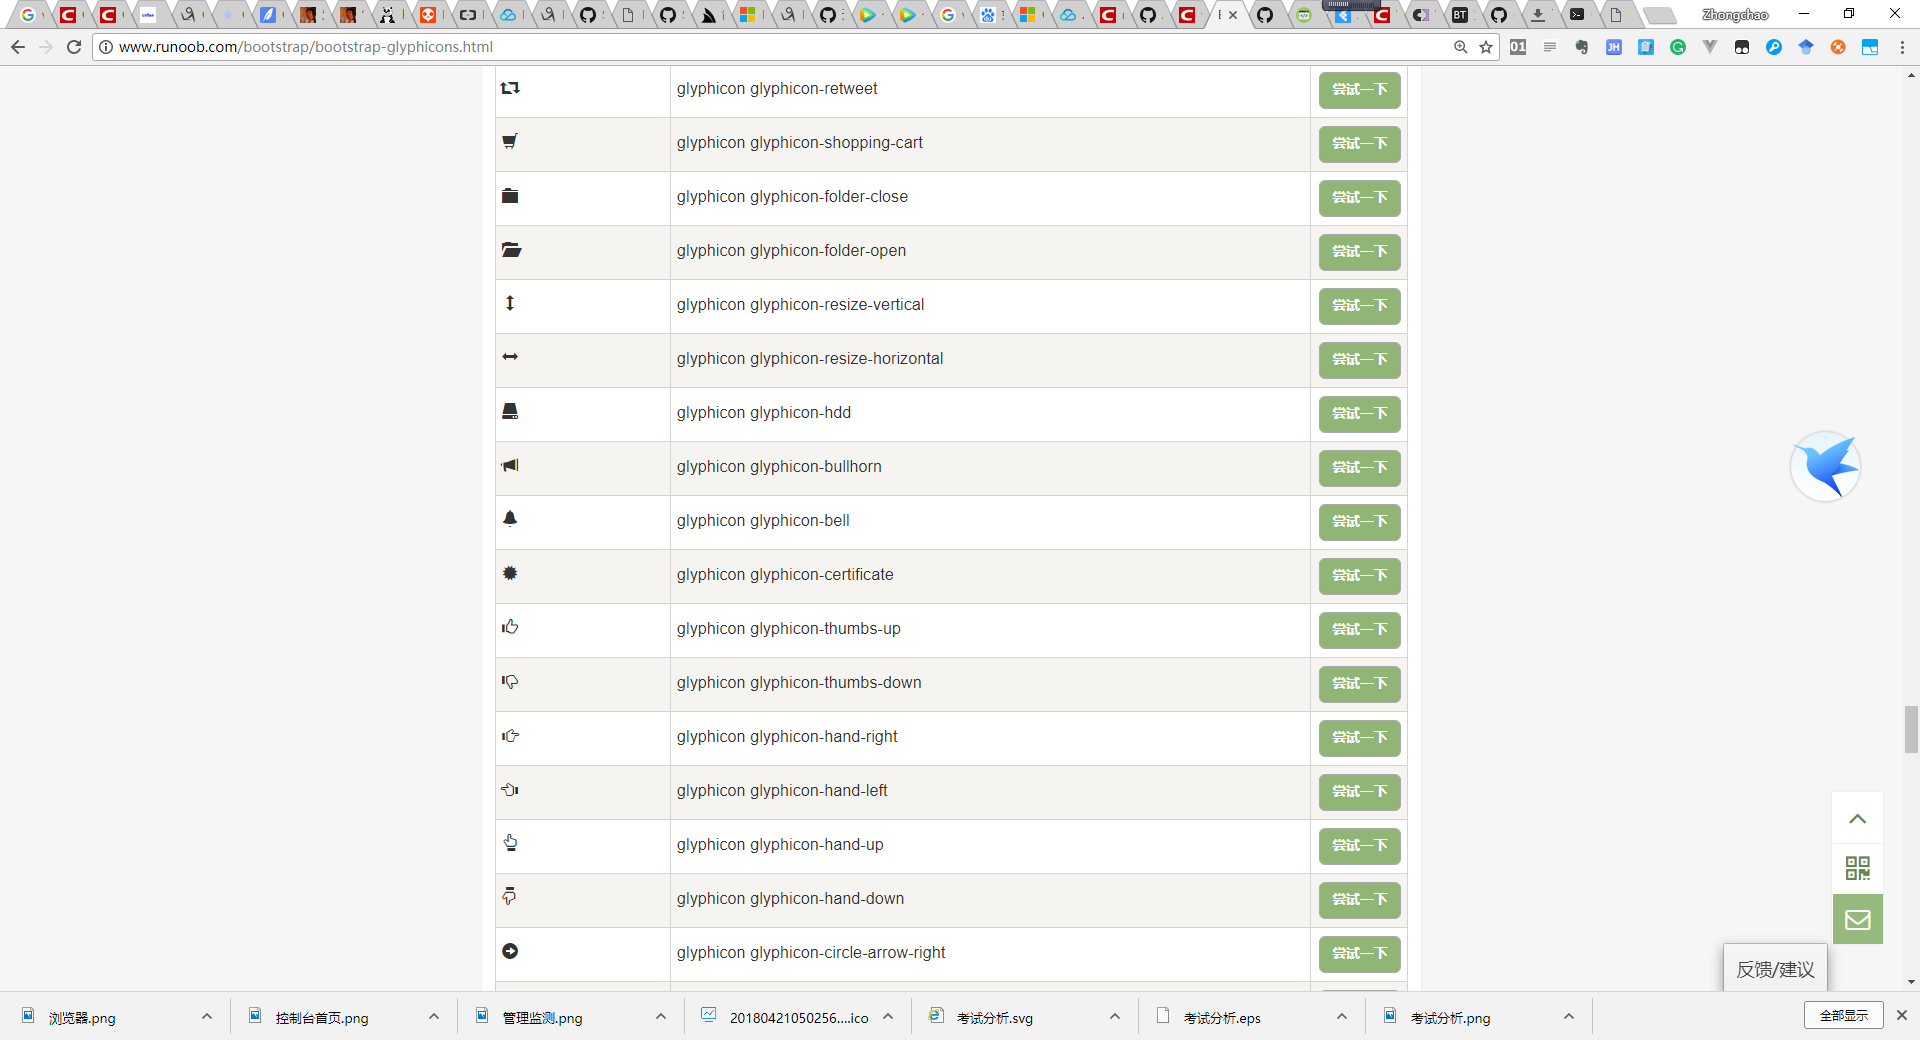 Zhongchao
www.runoob.com/bootstrap/bootstrap-glyphicons.html
glyphicon glyphicon-retweet 尝试一下
glyphicon glyphicon-shopping-cart 尝试一下
glyphicon glyphicon-folder-close 尝试一下
glyphicon glyphicon-folder-open 尝试一下
glyphicon glyphicon-resize-vertical 尝试一下
glyphicon glyphicon-resize-horizontal 尝试一下
glyphicon glyphicon-hdd 尝试一下
glyphicon glyphicon-bullhorn 尝试一下
glyphicon glyphicon-bell 尝试一下
glyphicon glyphicon-certificate 尝试一下
glyphicon glyphicon-thumbs-up 尝试一下
glyphicon glyphicon-thumbs-down 尝试一下
glyphicon glyphicon-hand-right 尝试一下
glyphicon glyphicon-hand-left 尝试一下
glyphicon glyphicon-hand-up 尝试一下
glyphicon glyphicon-hand-down 尝试一下
glyphicon glyphicon-circle-arrow-right 尝试一下
反馈/建议
浏览器.png 控制台首页.png 管理监测.png 20180421050256....ico 考试分析.svg 考试分析.eps 考试分析.png 全部显示